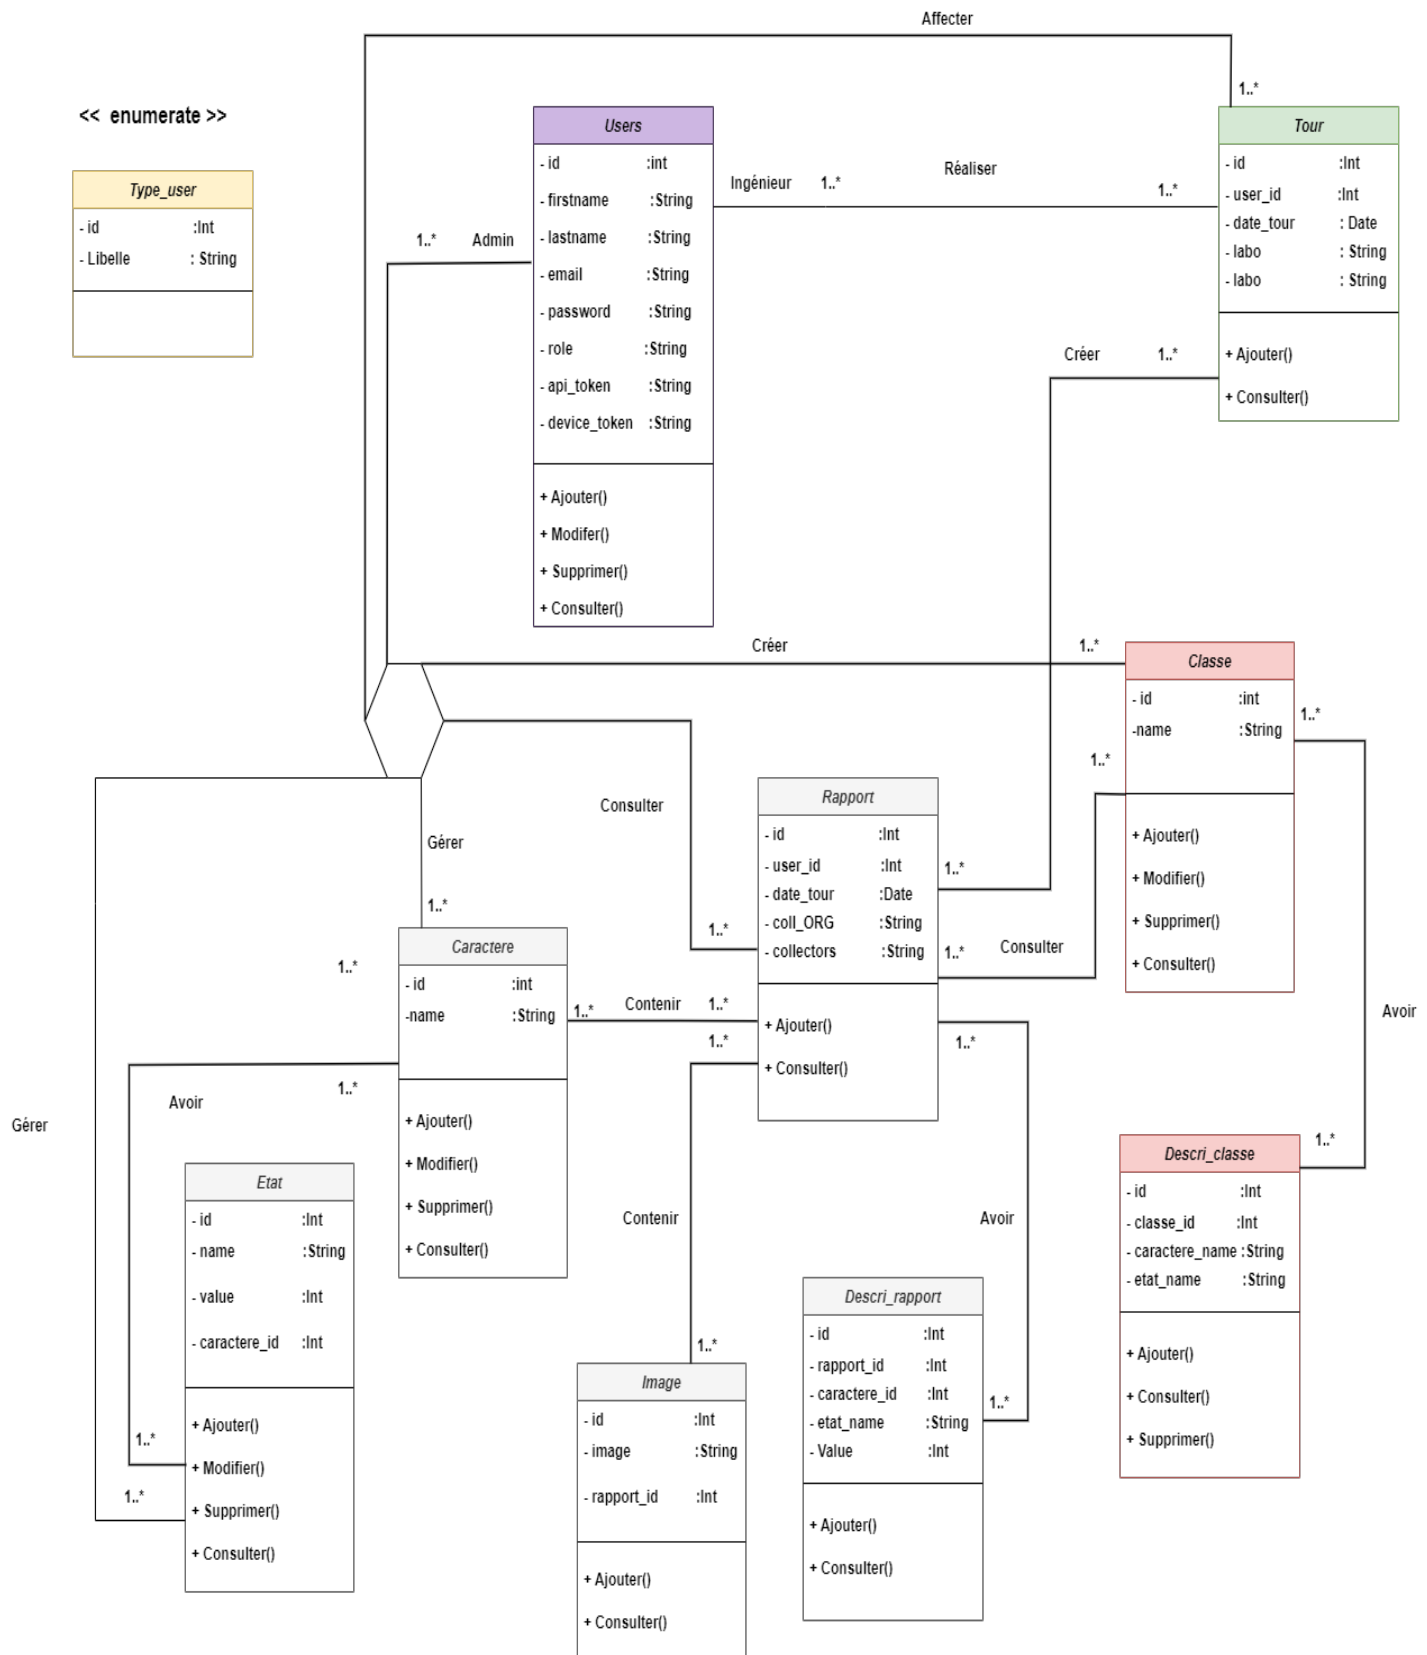 Affecter
1..*
<< enumerate >>
Type_user
- id :Int
- Libelle : String
Users
- id :int
- firstname :String
- lastname :String
- email :String
- password :String
- role :String
- api_token :String
- device_token :String
+ Ajouter()
+ Modifer()
+ Supprimer()
+ Consulter()
Ingénieur 1..* Réaliser 1..*
1..* Admin
Tour
- id :Int
- user_id :Int
- date_tour : Date
- labo : String
- labo : String
+ Ajouter()
+ Consulter()
Créer 1..*
Créer 1..*
Classe
- id :int
-name :String
+ Ajouter()
+ Modifier()
+ Supprimer()
+ Consulter()
1..*
1..*
Avoir
Consulter
Gérer
1..*
1..*
Rapport
- id :Int
- user_id :Int
- date_tour :Date
- coll_ORG :String
- collectors :String
+ Ajouter()
+ Consulter()
1..*
1..* Consulter
1..*
Caractere
- id :int
-name :String
+ Ajouter()
+ Modifier()
+ Supprimer()
+ Consulter()
1..*
1..* Contenir 1..*
1..*
1..*
Avoir
Gérer
Etat
- id :Int
- name :String
- value :Int
- caractere_id :Int
+ Ajouter()
+ Modifier()
+ Supprimer()
+ Consulter()
1..*
1..*
Contenir
1..*
Image
- id :Int
- image :String
- rapport_id :Int
+ Ajouter()
+ Consulter()
Avoir
Descri_rapport
- id :Int
- rapport_id :Int
- caractere_id :Int
- etat_name :String
- Value :Int
+ Ajouter()
+ Consulter()
1..*
1..*
Descri_classe
- id :Int
- classe_id :Int
- caractere_name :String
- etat_name :String
+ Ajouter()
+ Consulter()
+ Supprimer()